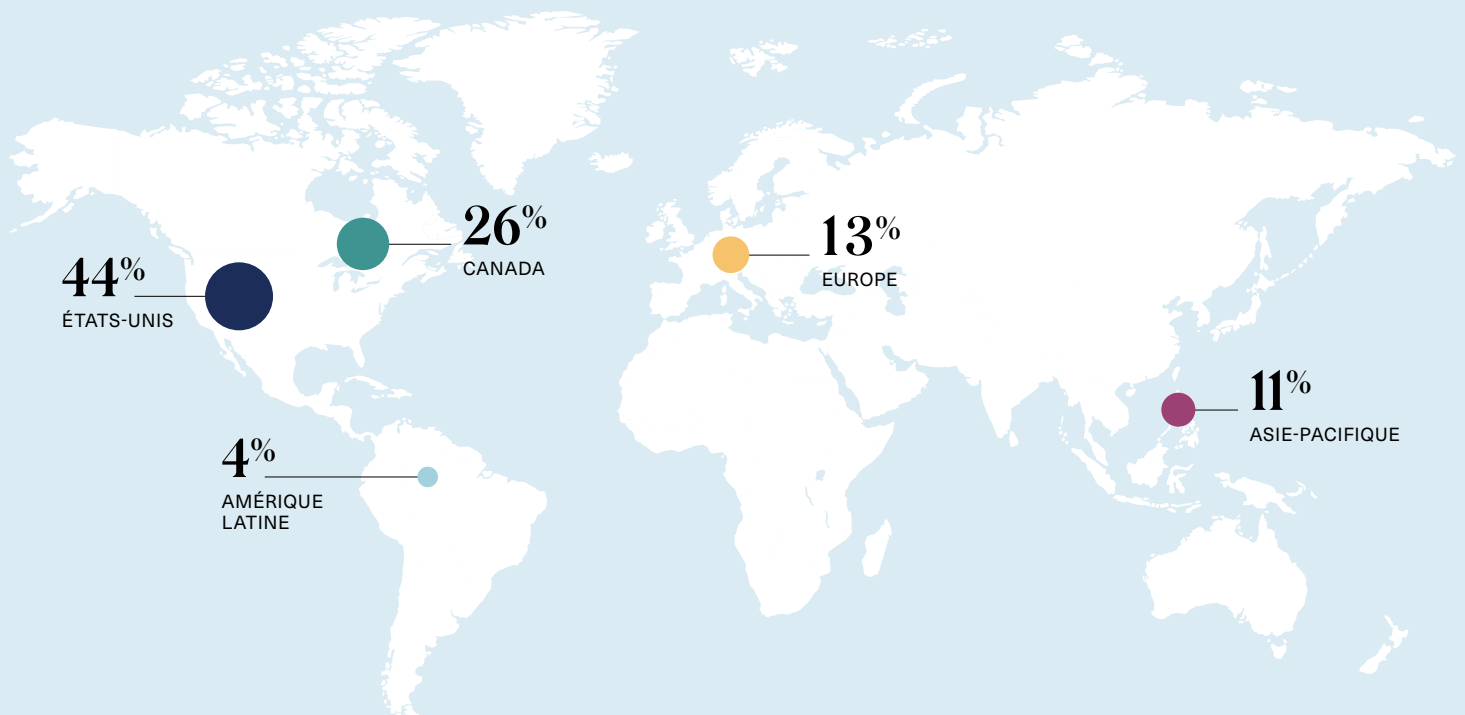 26%
CANADA
44%
ÉTATS-UNIS
13%
EUROPE
11%
ASIE-PACIFIQUE
4%
AMÉRIQUE
LATINE